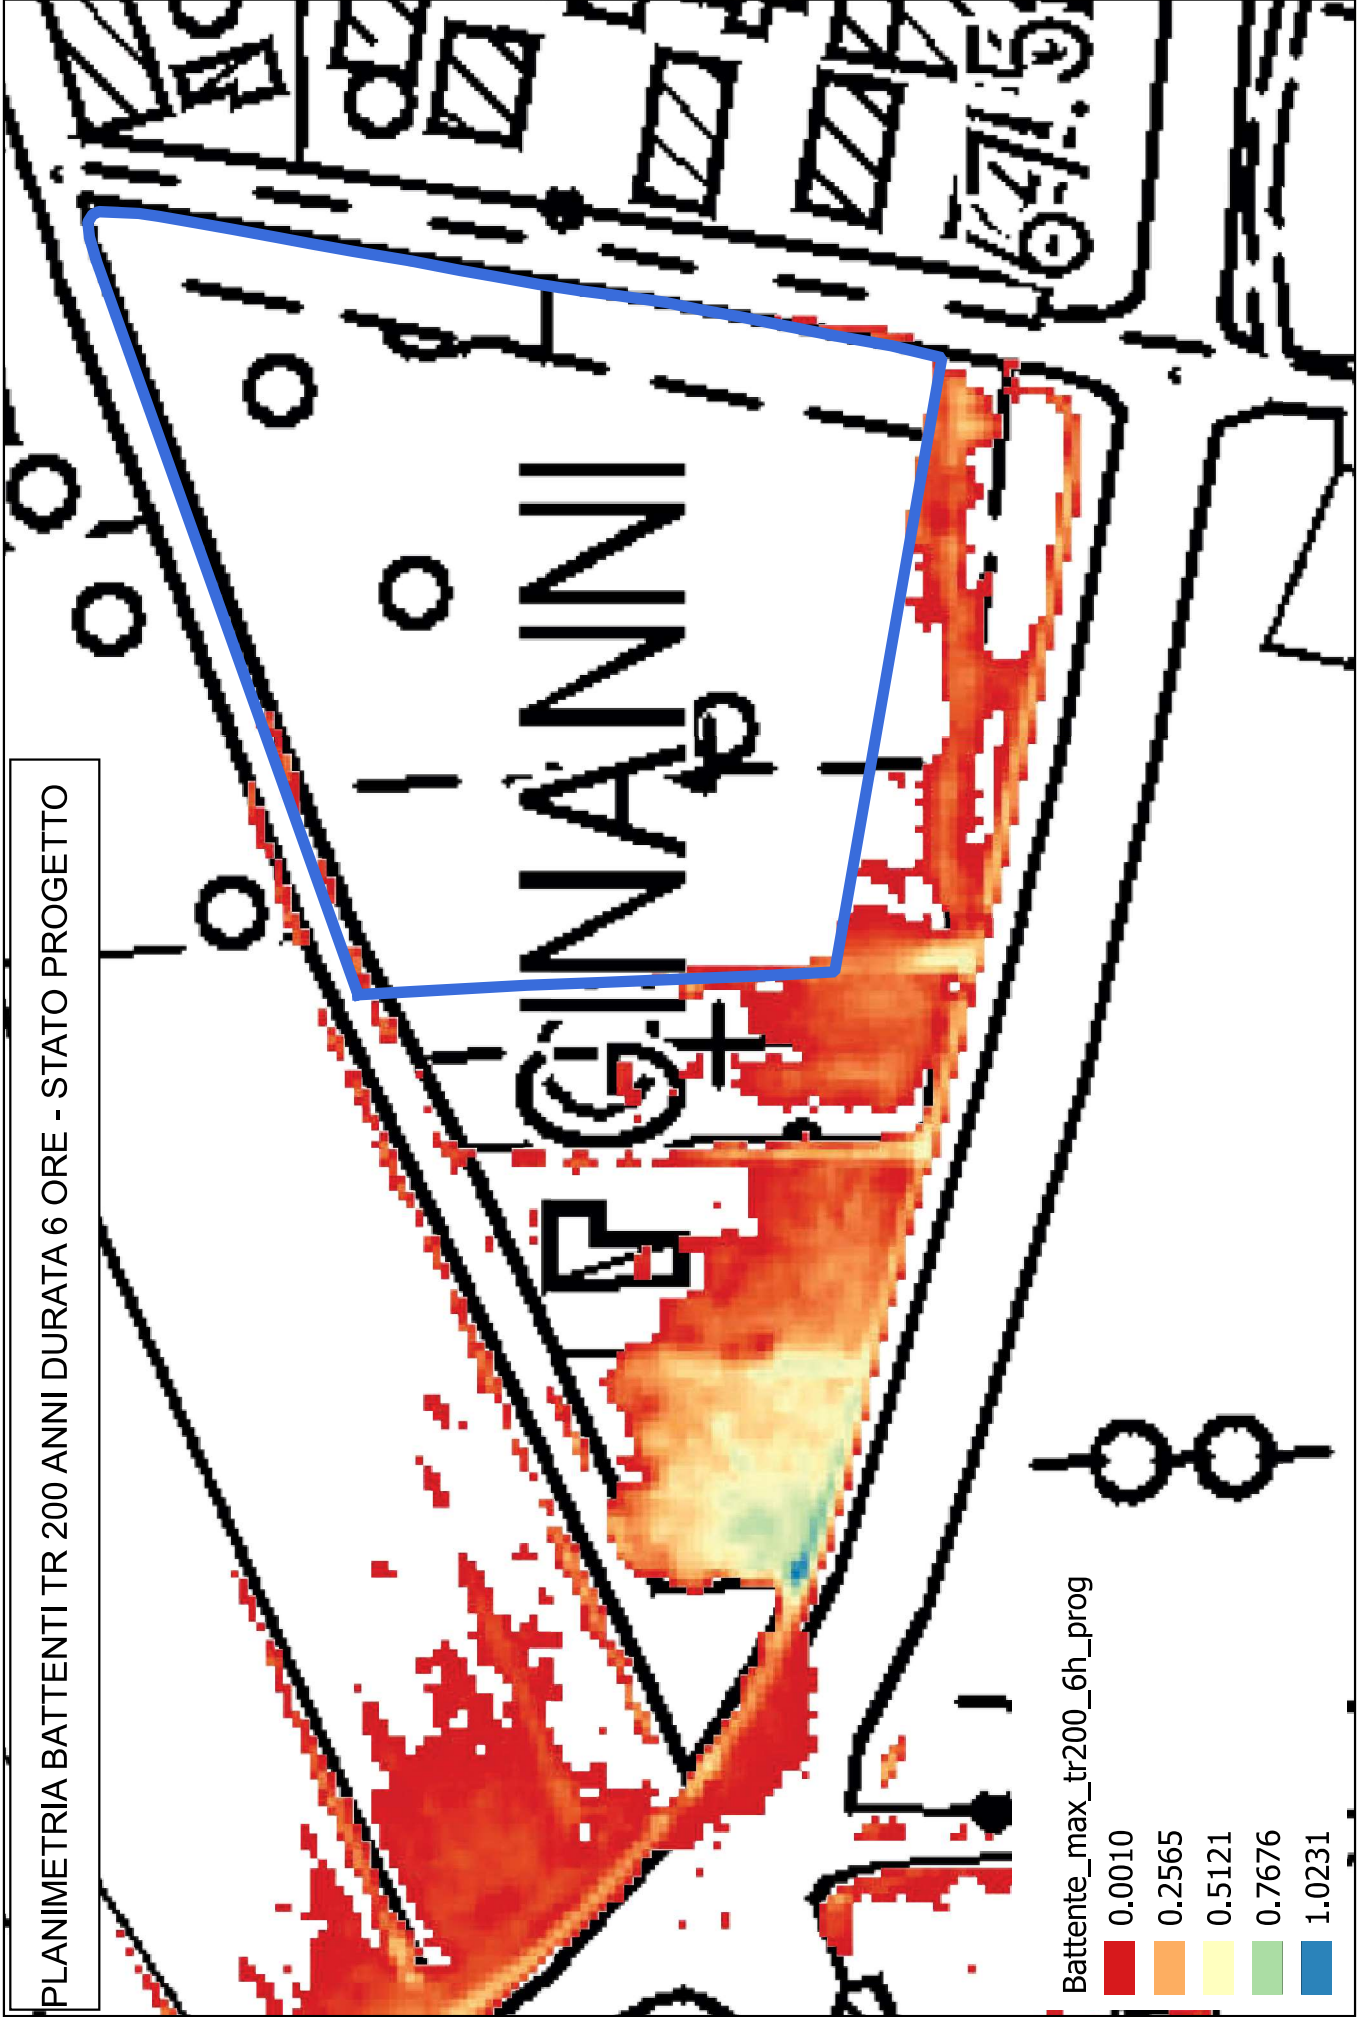 PLANIMETRIA BATTENTI TR 200 ANNI DURATA 6 ORE - STATO PROGETTO
Battente_max_tr200_6h_prog
0.0010
0.2565
0.5121
0.7676
1.0231